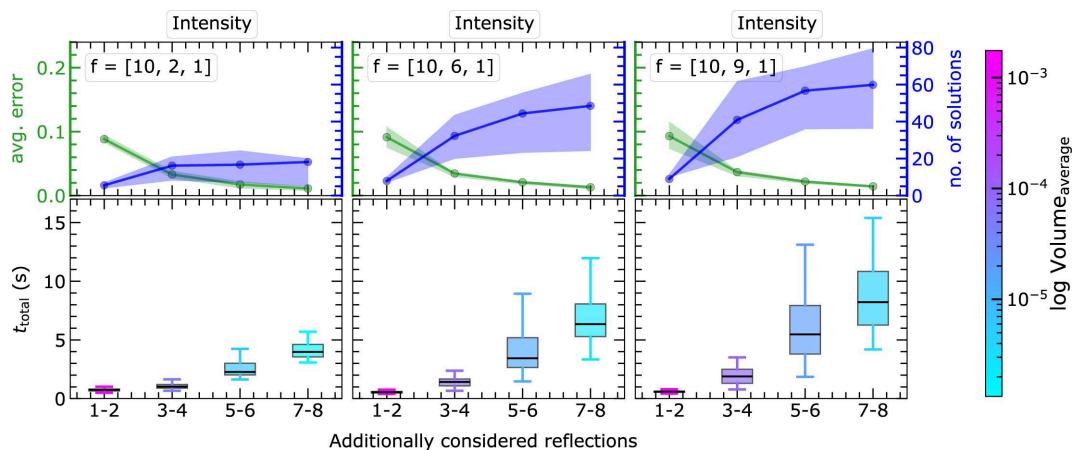 Intensity
Intensity
Intensity
f = [10, 2, 1]
f = [10, 6, 1]
f = [10, 9, 1]
avg. error
0.2
0.1
0.0
80
60
40
20
0
no. of solutions
t_total (s)
15
10
5
0
1-2 3-4 5-6 7-8
1-2 3-4 5-6 7-8
1-2 3-4 5-6 7-8
Additionally considered reflections
10⁻³
10⁻⁴
10⁻⁵
log Volume_average